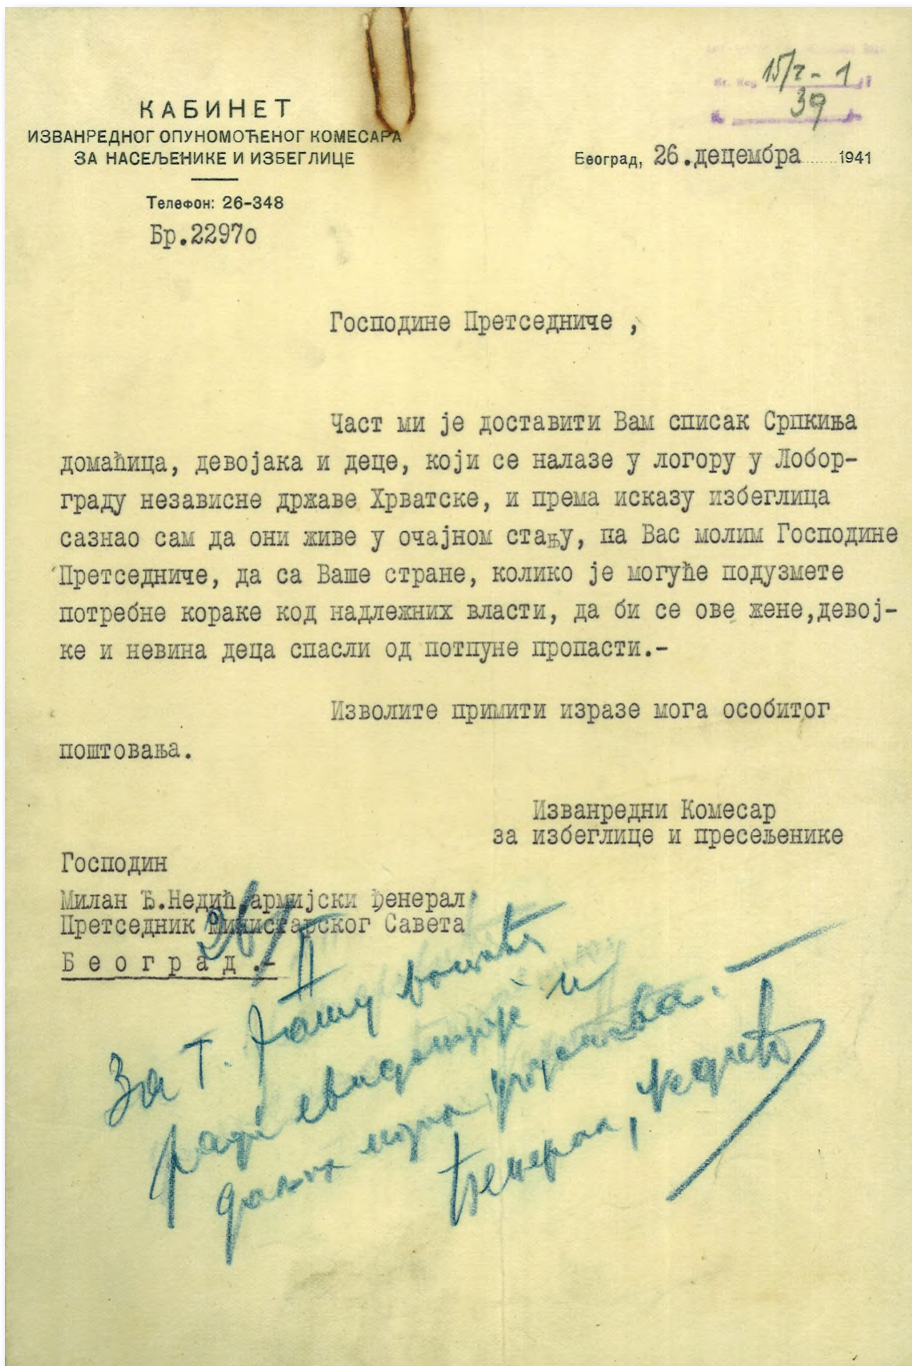 КАБИНЕТ
ИЗВАНРЕДНОГ ОПУНОМОЋЕНОГ КОМЕСАРА
ЗА НАСЕЉЕНИКЕ И ИЗБЕГЛИЦЕ
Телефон: 26-348
Бр.2297о
39
Београд, 26.децембра 1941
Господине Претседниче ,
Част ми је доставити Вам списак Српкиња
домаћица, девојака и деце, који се налазе у логору у Лобор-
граду независне државе Хрватске, и према исказу избеглица
сазнао сам да они живе у очајном стању, па Вас молим Господине
Претседниче, да са Ваше стране, колико је могуће подузмете
потребне кораке код надлежних власти, да би се ове жене,девој-
ке и невина деца спасли од потпуне пропасти.-
Изволите примити изразе мога особитог
поштовања.
Изванредни Комесар
за избеглице и пресељенике
Господин
Милан Ђ.Недић армијски ђенерал
Претседник Министарског Савета
Београд.-
За г.
ради евиденције и
даљих
Ђенерал, Недић